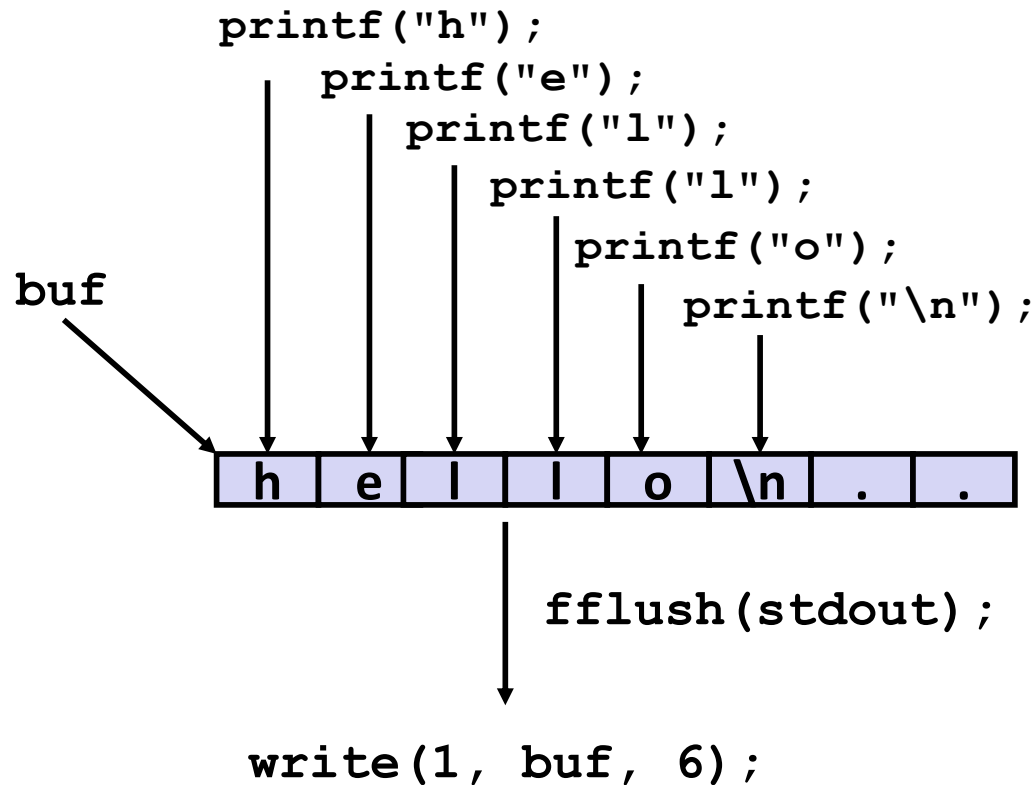 printf("h");
printf("e");
printf("l");
printf("l");
printf("o");
buf
printf("\n");
h e l l o \n . .
fflush(stdout);
write(1, buf, 6);